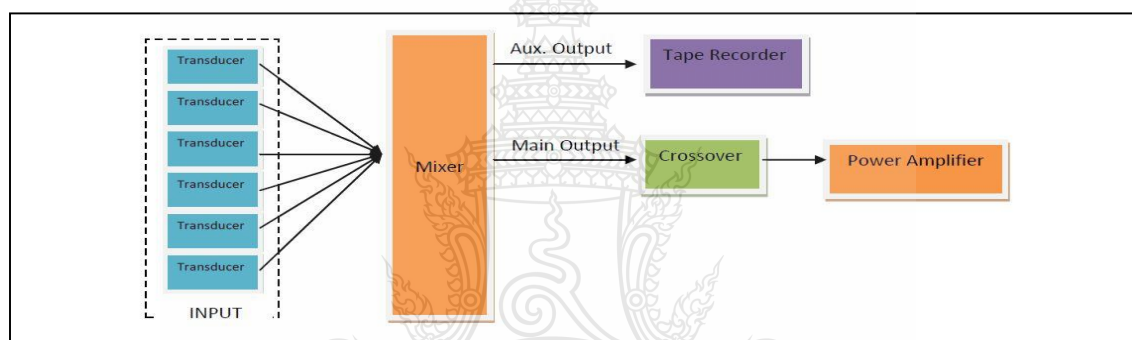 Transducer
Transducer
Transducer
Transducer
Transducer
Transducer
INPUT
Mixer
Aux. Output
Tape Recorder
Main Output
Crossover
Power Amplifier